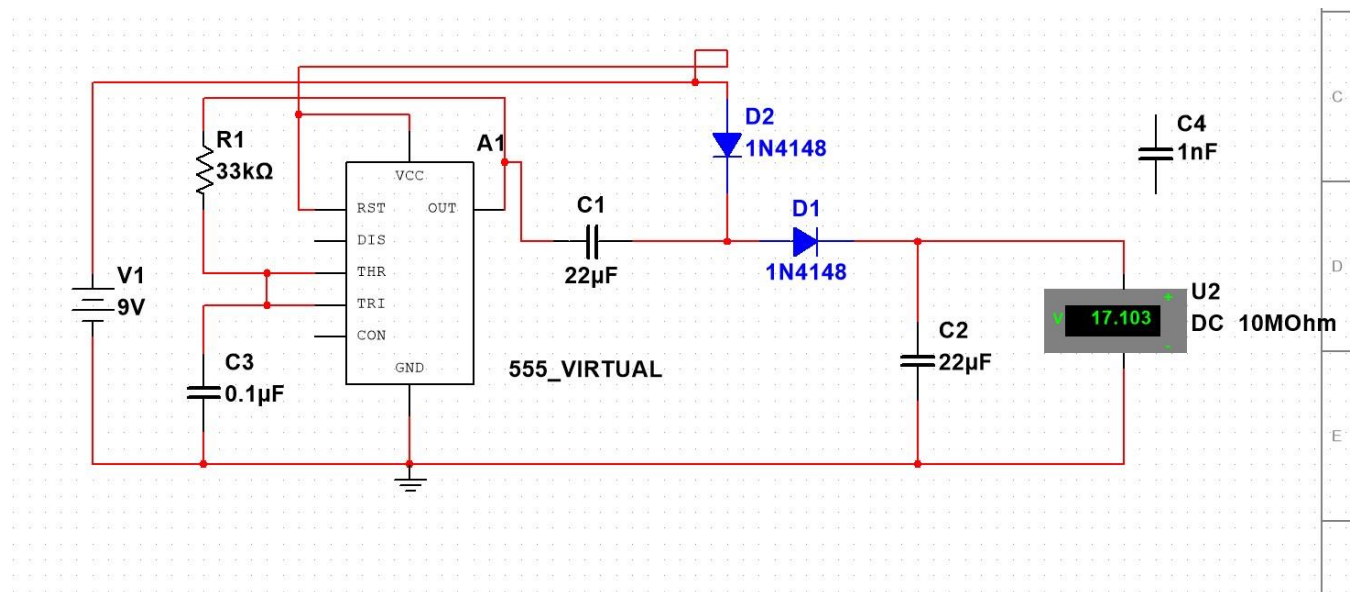 C
D2
1N4148
C4
1nF
R1
33kΩ
A1
VCC
RST
OUT
DIS
THR
TRI
CON
GND
C1
22µF
D1
1N4148
D
V1
9V
U2
DC 10MOhm
V
17.103
+
-
C2
22µF
C3
0.1µF
555_VIRTUAL
E